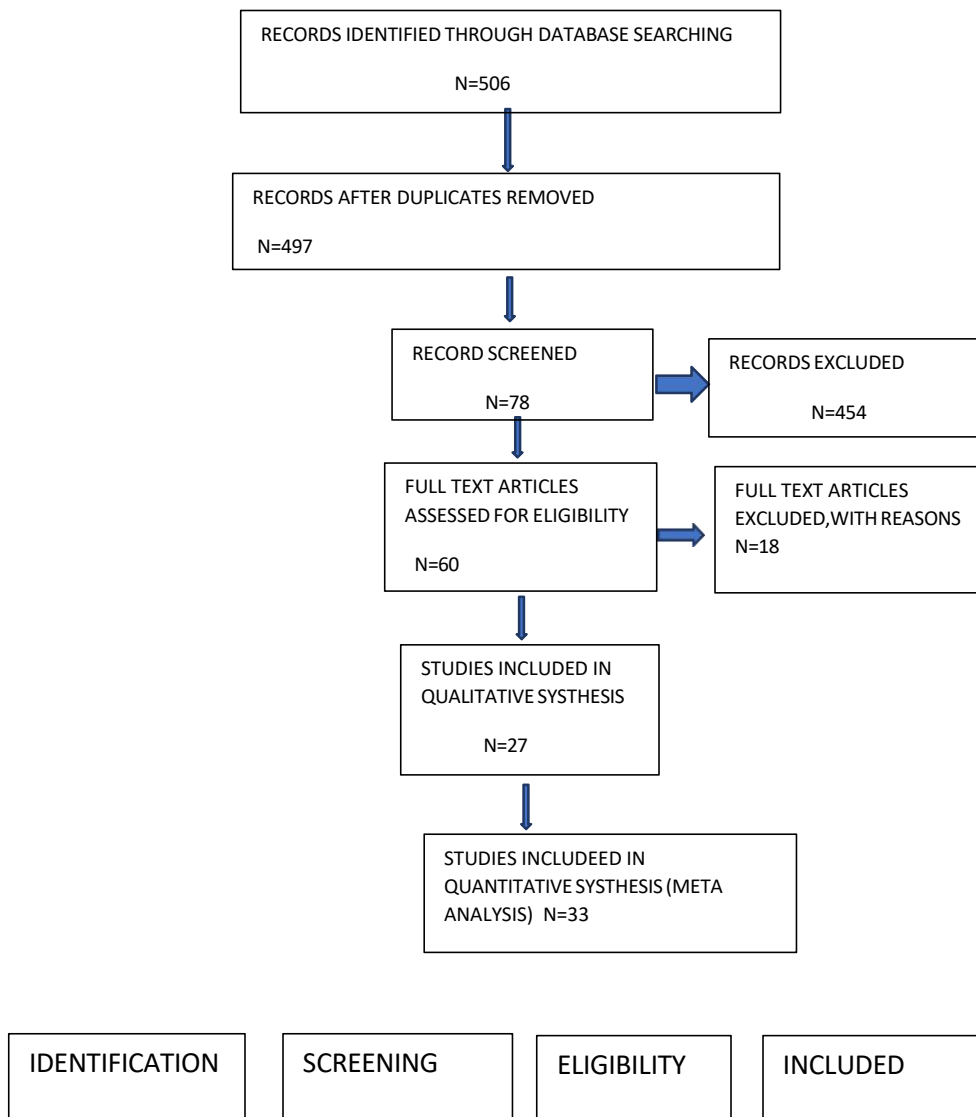 RECORDS IDENTIFIED THROUGH DATABASE SEARCHING
N=506
RECORDS AFTER DUPLICATES REMOVED
N=497
RECORD SCREENED
N=78
RECORDS EXCLUDED
N=454
FULL TEXT ARTICLES
ASSESSED FOR ELIGIBILITY
N=60
FULL TEXT ARTICLES
EXCLUDED,WITH REASONS
N=18
STUDIES INCLUDED IN
QUALITATIVE SYSTHESIS
N=27
STUDIES INCLUDEED IN
QUANTITATIVE SYSTHESIS (META
ANALYSIS) N=33
IDENTIFICATION
SCREENING
ELIGIBILITY
INCLUDED